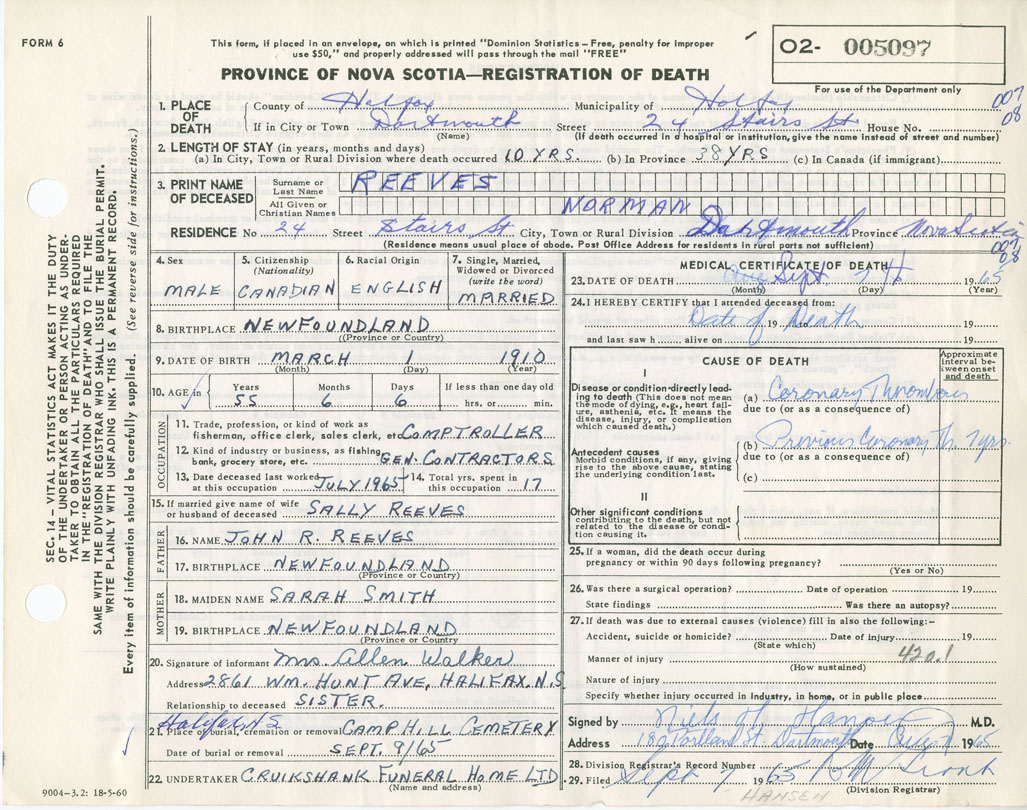 FORM 6
This form, if placed in an envelope, on which is printed "Dominion Statistics – Free, penalty for improper
use $50," and properly addressed will pass through the mail "FREE"
O2- 005097
PROVINCE OF NOVA SCOTIA—REGISTRATION OF DEATH
For use of the Department only
007
08
1. PLACE OF DEATH
County of Halifax Municipality of Halifax
If in City or Town Dartmouth Street 24 Stairs St House No.
(Name) (If death occurred in a hospital or institution, give the name instead of street and number)
2. LENGTH OF STAY (in years, months and days)
(a) In City, Town or Rural Division where death occurred 10 YRS. (b) In Province 38 YRS (c) In Canada (if immigrant)
3. PRINT NAME OF DECEASED
Surname or Last Name REEVES
All Given or Christian Names NORMAN
RESIDENCE No 24 Street Stairs St City, Town or Rural Division Dartmouth Province Nova Scotia
(Residence means usual place of abode. Post Office Address for residents in rural parts not sufficient)
007
08
4. Sex
MALE
5. Citizenship
(Nationality)
CANADIAN
6. Racial Origin
ENGLISH
7. Single, Married,
Widowed or Divorced
(write the word)
MARRIED
8. BIRTHPLACE NEWFOUNDLAND
(Province or Country)
9. DATE OF BIRTH MARCH 1 1910
(Month) (Day) (Year)
10. AGE in
Years Months Days If less than one day old
55 6 6 hrs. or min.
OCCUPATION
11. Trade, profession, or kind of work as
fisherman, office clerk, sales clerk, etc. COMPTROLLER
12. Kind of industry or business, as fishing
bank, grocery store, etc. GEN. CONTRACTORS
13. Date deceased last worked
at this occupation JULY 1965
14. Total yrs. spent in
this occupation 17
15. If married give name of wife
or husband of deceased SALLY REEVES
FATHER
16. NAME JOHN R. REEVES
17. BIRTHPLACE NEWFOUNDLAND
(Province or Country)
MOTHER
18. MAIDEN NAME SARAH SMITH
19. BIRTHPLACE NEWFOUNDLAND
(Province or Country
20. Signature of informant Mrs Allen Walker
Address 2861 WM. HUNT AVE, HALIFAX, N.S
Relationship to deceased SISTER.
Halifax N.S.
21. Place of burial, cremation or removal CAMP HILL CEMETERY
Date of burial or removal SEPT. 9/65
22. UNDERTAKER CRUIKSHANK FUNERAL HOME LTD
(Name and address)
9004-3.2: 18-5-60
MEDICAL CERTIFICATE OF DEATH
23. DATE OF DEATH Sept. 7 1965
(Month) (Day) (Year)
24. I HEREBY CERTIFY that I attended deceased from:
Date of Death 19 to 19
and last saw h alive on 19
CAUSE OF DEATH
Approximate
interval be-
tween onset
and death
I
Disease or condition directly lead-
ing to death (This does not mean
the mode of dying, e.g., heart fail-
ure, asthenia, etc. It means the
disease, injury, or complication
which caused death.)
(a) Coronary Thrombosis
due to (or as a consequence of)
Antecedent causes
Morbid conditions, if any, giving
rise to the above cause, stating
the underlying condition last.
(b) Previous Coronary Th. 7 yrs.
due to (or as a consequence of)
(c)
II
Other significant conditions
contributing to the death, but not
related to the disease or condi-
tion causing it.
25. If a woman, did the death occur during
pregnancy or within 90 days following pregnancy?
(Yes or No)
26. Was there a surgical operation? Date of operation 19
State findings Was there an autopsy?
27. If death was due to external causes (violence) fill in also the following:–
Accident, suicide or homicide? Date of injury 19
(State which)
420.1
Manner of injury
(How sustained)
Nature of injury
Specify whether injury occurred in industry, in home, or in public place
Signed by Niels H. Hansen M.D.
Address 182 Portland St. Dartmouth Date 1965
28. Division Registrar's Record Number
29. Filed Sept 7 1965
(Division Registrar)
HANSEN
SEC. 14 – VITAL STATISTICS ACT MAKES IT THE DUTY
OF THE UNDERTAKER OR PERSON ACTING AS UNDER-
TAKER TO OBTAIN ALL THE PARTICULARS REQUIRED
IN THE "REGISTRATION OF DEATH" AND TO FILE THE
SAME WITH THE DIVISION REGISTRAR WHO SHALL ISSUE THE BURIAL PERMIT.
WRITE PLAINLY WITH UNFADING INK. THIS IS A PERMANENT RECORD.
Every item of information should be carefully supplied. (See reverse side for instructions.)